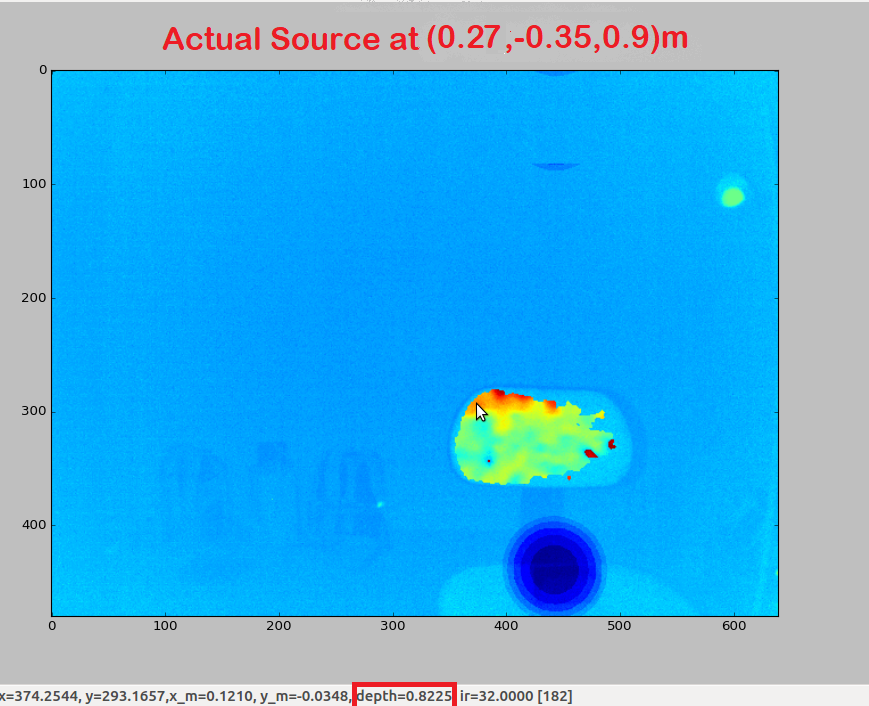 Actual Source at (0.27,-0.35,0.9)m
0
100
200
300
400
0 100 200 300 400 500 600
x=374.2544, y=293.1657,x_m=0.1210, y_m=-0.0348, depth=0.8225, ir=32.0000 [182]